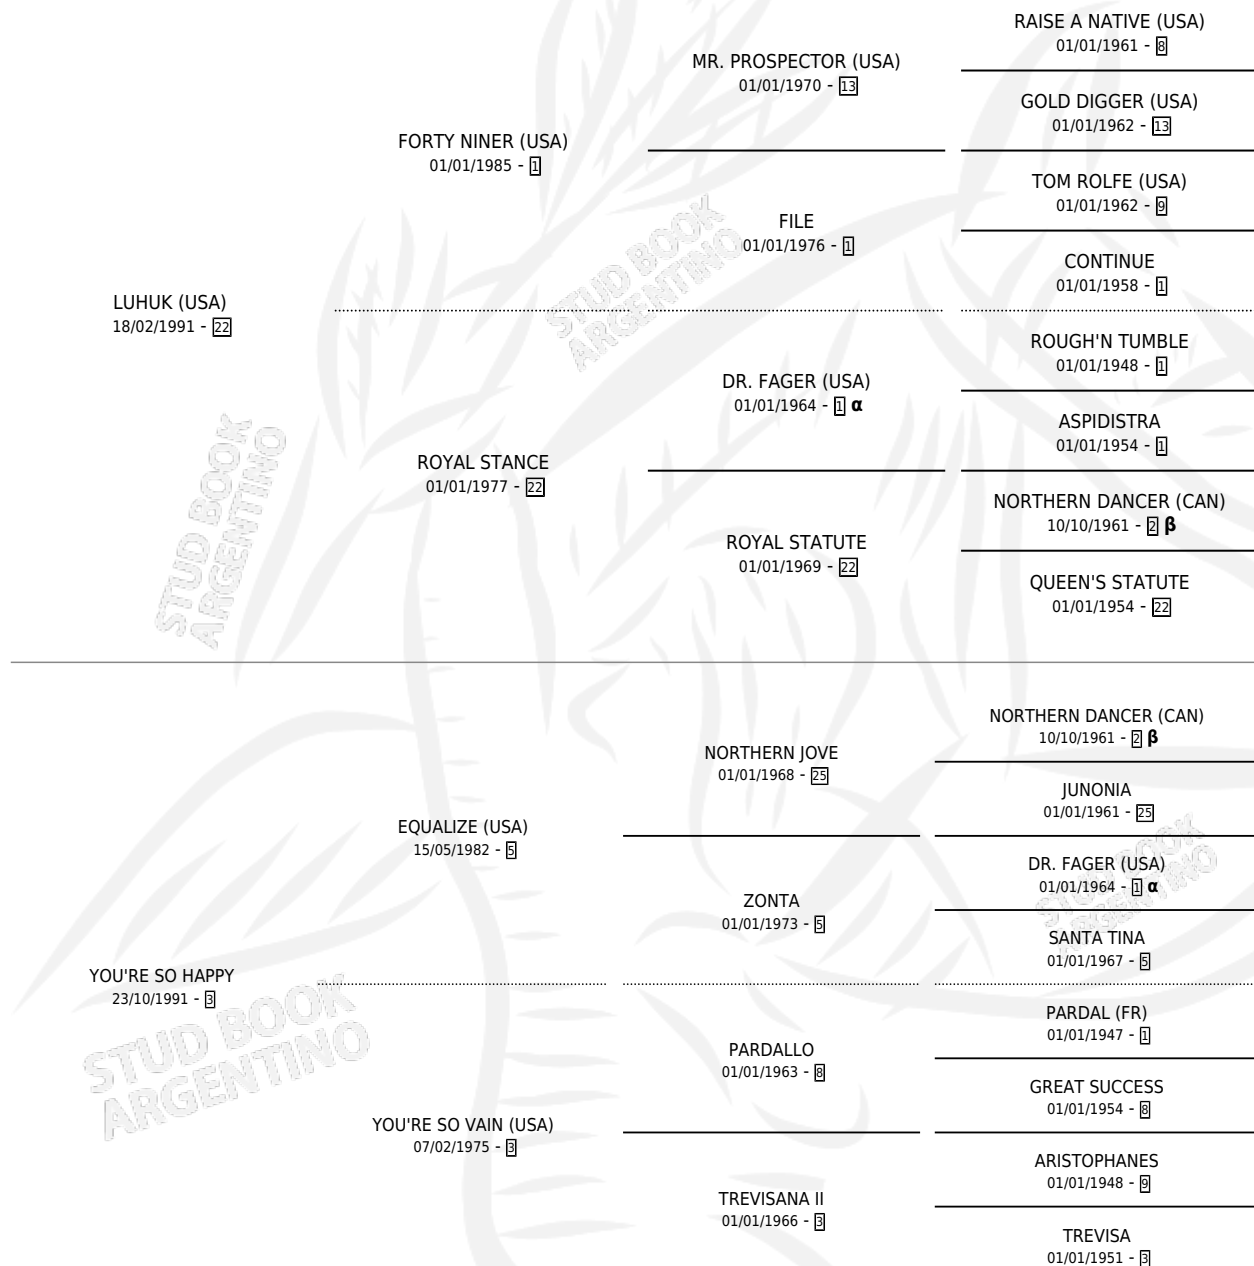 RAISE A NATIVE (USA)
01/01/1961 - 8
MR. PROSPECTOR (USA)
01/01/1970 - 13
GOLD DIGGER (USA)
01/01/1962 - 13
FORTY NINER (USA)
01/01/1985 - 1
TOM ROLFE (USA)
01/01/1962 - 9
FILE
01/01/1976 - 1
CONTINUE
01/01/1958 - 1
LUHUK (USA)
18/02/1991 - 22
ROUGH'N TUMBLE
01/01/1948 - 1
DR. FAGER (USA)
01/01/1964 - 1 α
ASPIDISTRA
01/01/1954 - 1
ROYAL STANCE
01/01/1977 - 22
NORTHERN DANCER (CAN)
10/10/1961 - 2 β
ROYAL STATUTE
01/01/1969 - 22
QUEEN'S STATUTE
01/01/1954 - 22
NORTHERN DANCER (CAN)
10/10/1961 - 2 β
NORTHERN JOVE
01/01/1968 - 25
JUNONIA
01/01/1961 - 25
EQUALIZE (USA)
15/05/1982 - 5
DR. FAGER (USA)
01/01/1964 - 1 α
ZONTA
01/01/1973 - 5
SANTA TINA
01/01/1967 - 5
YOU'RE SO HAPPY
23/10/1991 - 3
PARDAL (FR)
01/01/1947 - 1
PARDALLO
01/01/1963 - 8
GREAT SUCCESS
01/01/1954 - 8
YOU'RE SO VAIN (USA)
07/02/1975 - 3
ARISTOPHANES
01/01/1948 - 9
TREVISANA II
01/01/1966 - 3
TREVISA
01/01/1951 - 3
STUD BOOK
ARGENTINO
STUD BOOK
ARGENTINO
STUD BOOK
ARGENTINO
STUD BOOK
ARGENTINO